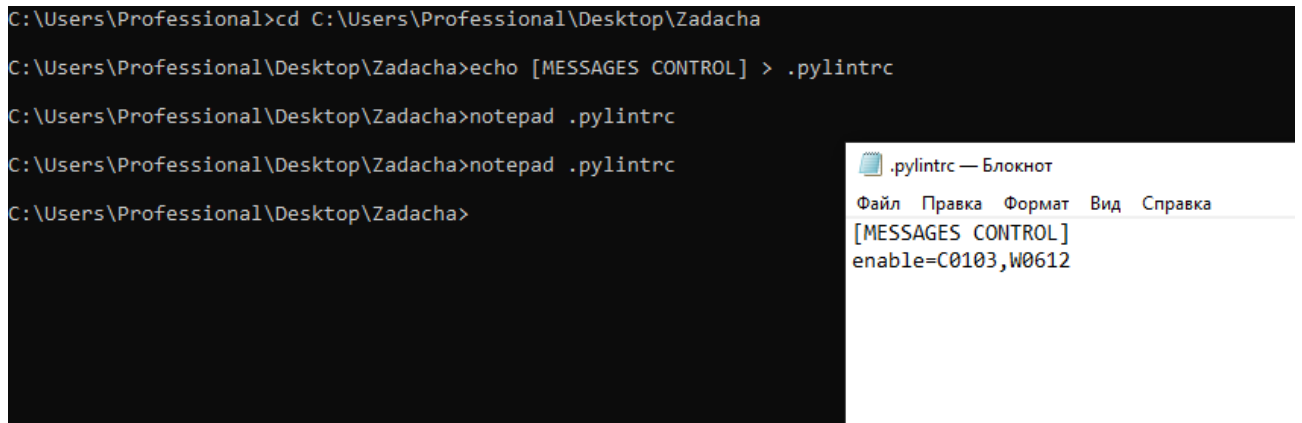 C:\Users\Professional>cd C:\Users\Professional\Desktop\Zadacha
C:\Users\Professional\Desktop\Zadacha>echo [MESSAGES CONTROL] > .pylintrc
C:\Users\Professional\Desktop\Zadacha>notepad .pylintrc
C:\Users\Professional\Desktop\Zadacha>notepad .pylintrc
C:\Users\Professional\Desktop\Zadacha>
.pylintrc — Блокнот
Файл Правка Формат Вид Справка
[MESSAGES CONTROL]
enable=C0103,W0612